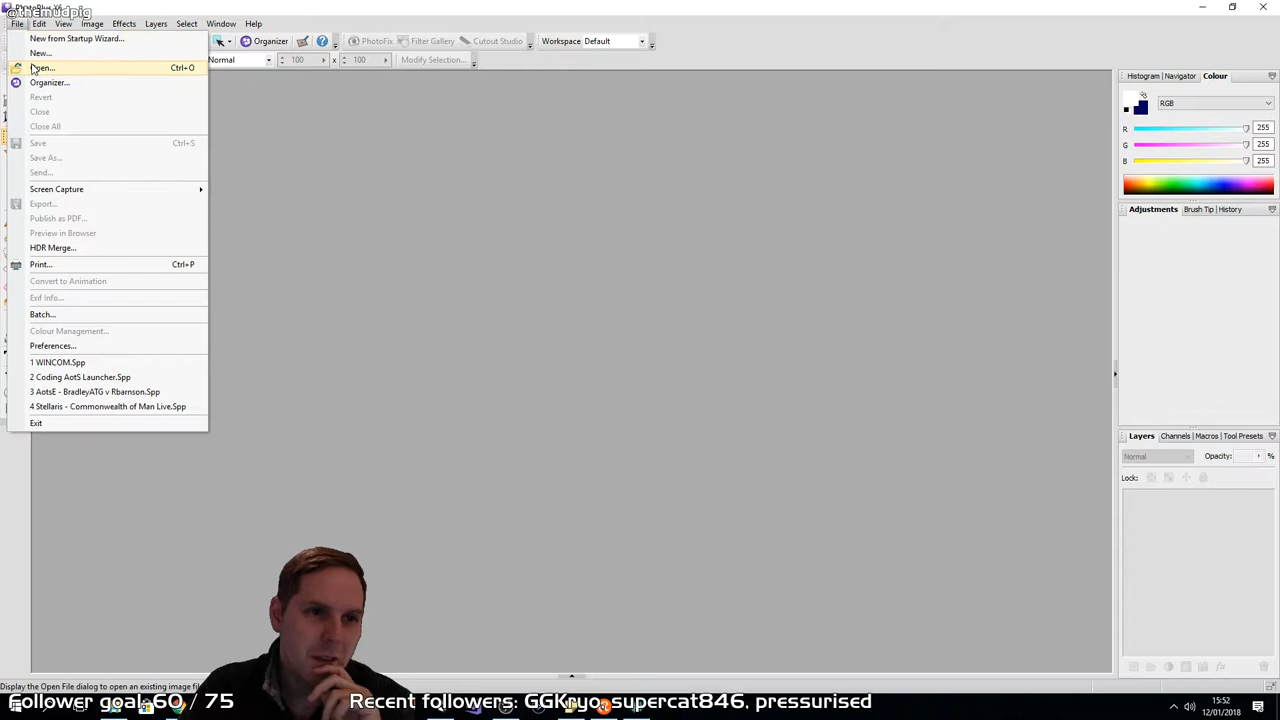 @themudpig
File Edit View Image Effects Layers Select Window Help
New from Startup Wizard...
New...
Open... Ctrl+O
Organizer...
Revert
Close
Close All
Save Ctrl+S
Save As...
Send...
Screen Capture
Export...
Publish as PDF...
Preview in Browser
HDR Merge...
Print... Ctrl+P
Convert to Animation
Exif Info...
Batch...
Colour Management...
Preferences...
1 WINCOM.Spp
2 Coding AotS Launcher.Spp
3 AotsE - BradleyATG v Rbarnson.Spp
4 Stellaris - Commonwealth of Man Live.Spp
Exit
Organizer PhotoFix Filter Gallery Cutout Studio Workspace Default
Normal 100 x 100 Modify Selection...
Histogram | Navigator Colour
RGB
R 255
G 255
B 255
Adjustments Brush Tip | History
Layers Channels | Macros | Tool Presets
Normal Opacity: %
Lock:
Display the Open File dialog to open an existing image fil
Follower goal:60 / 75 Recent followers: GGKryo, supercat846, pressurised0
15:52
12/01/2018